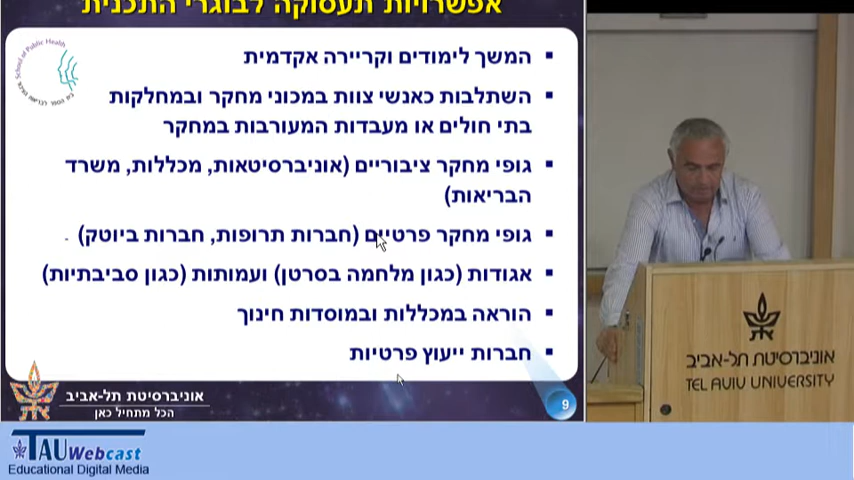 אפשרויות תעסוקה לבוגרי התכנית
School of Public Health
המשך לימודים וקריירה אקדמית
השתלבות כאנשי צוות במכוני מחקר ובמחלקות
בתי חולים או מעבדות המעורבות במחקר
גופי מחקר ציבוריים (אוניברסיטאות, מכללות, משרד
הבריאות)
גופי מחקר פרטיים (חברות תרופות, חברות ביוטק)
אגודות (כגון מלחמה בסרטן) ועמותות (כגון סביבתיות)
הוראה במכללות ובמוסדות חינוך
חברות ייעוץ פרטיות
אוניברסיטת תל-אביב
הכל מתחיל כאן
9
אוניברסיטת תל-אביב
TEL AVIV UNIVERSITY
TAU Webcast
Educational Digital Media